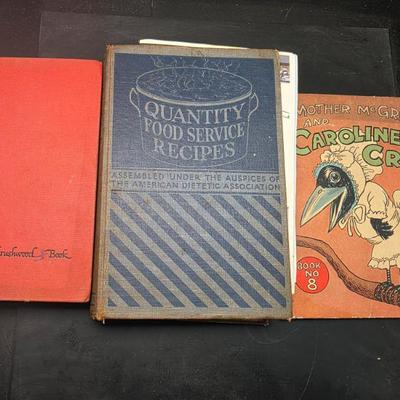 Book
QUANTITY
FOOD SERVICE
RECIPES
ASSEMBLED UNDER THE AUSPICES OF
THE AMERICAN DIETETIC ASSOCIATION
MOTHER
AND
CAROLINE
CR
BOOK
NO
8